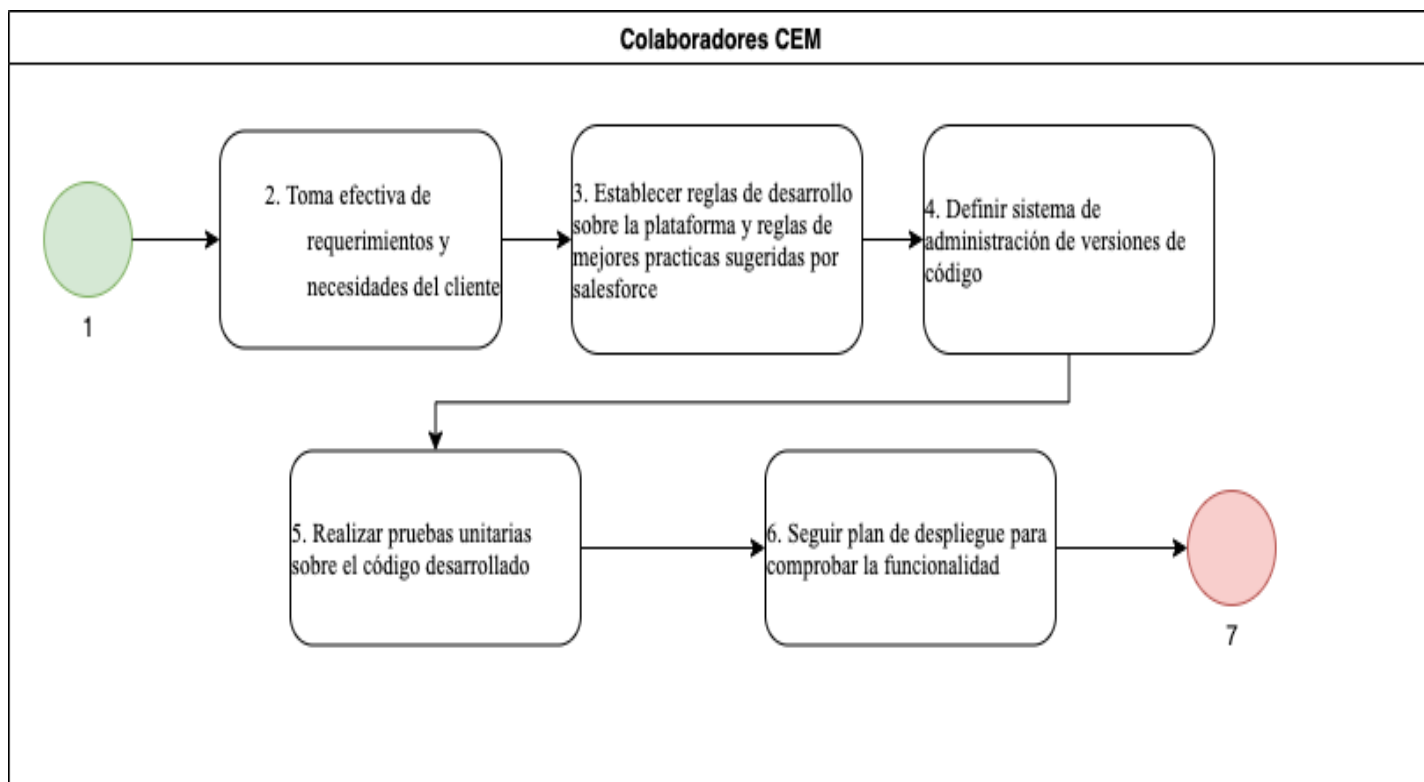 Colaboradores CEM
1
2. Toma efectiva de
requerimientos y
necesidades del cliente
3. Establecer reglas de desarrollo
sobre la plataforma y reglas de
mejores practicas sugeridas por
salesforce
4. Definir sistema de
administración de versiones de
código
5. Realizar pruebas unitarias
sobre el código desarrollado
6. Seguir plan de despliegue para
comprobar la funcionalidad
7